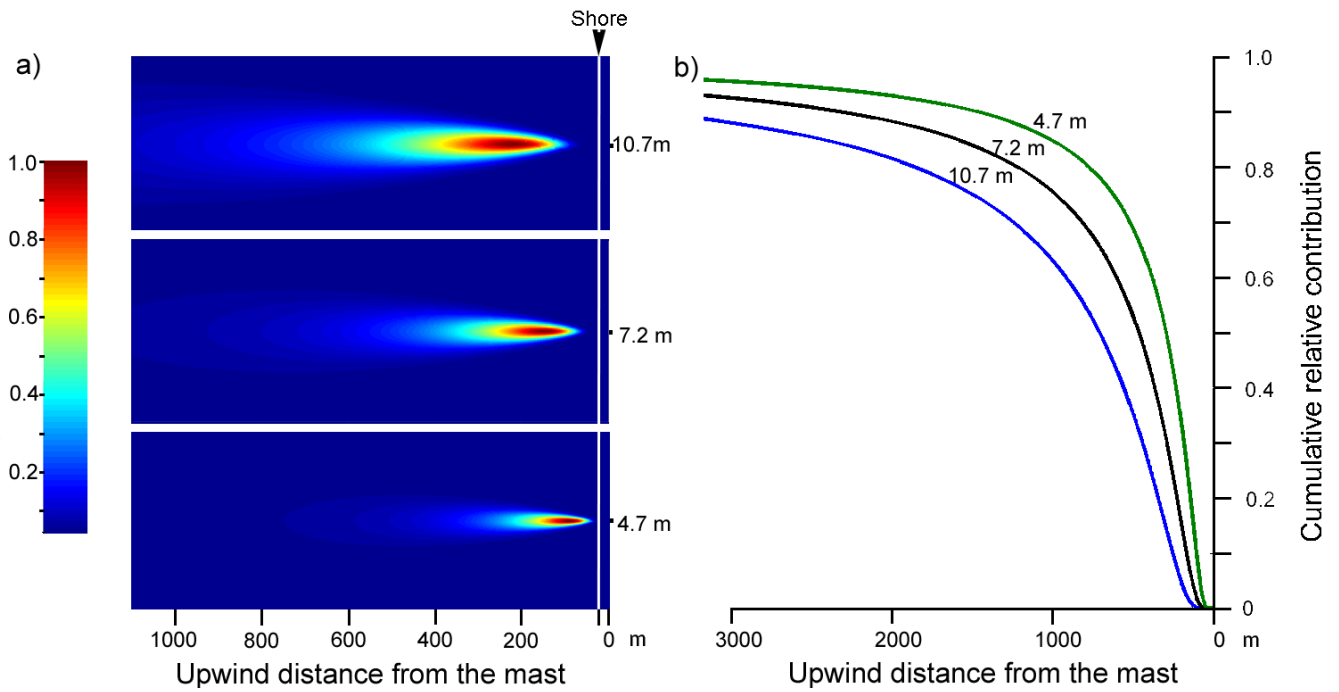 Shore
a)
10.7m
7.2 m
4.7 m
1.0
0.8
0.6
0.4
0.2
1000 800 600 400 200 0 m
Upwind distance from the mast
b)
4.7 m
7.2 m
10.7 m
1.0
0.8
0.6
0.4
0.2
0
Cumulative relative contribution
3000 2000 1000 0 m
Upwind distance from the mast